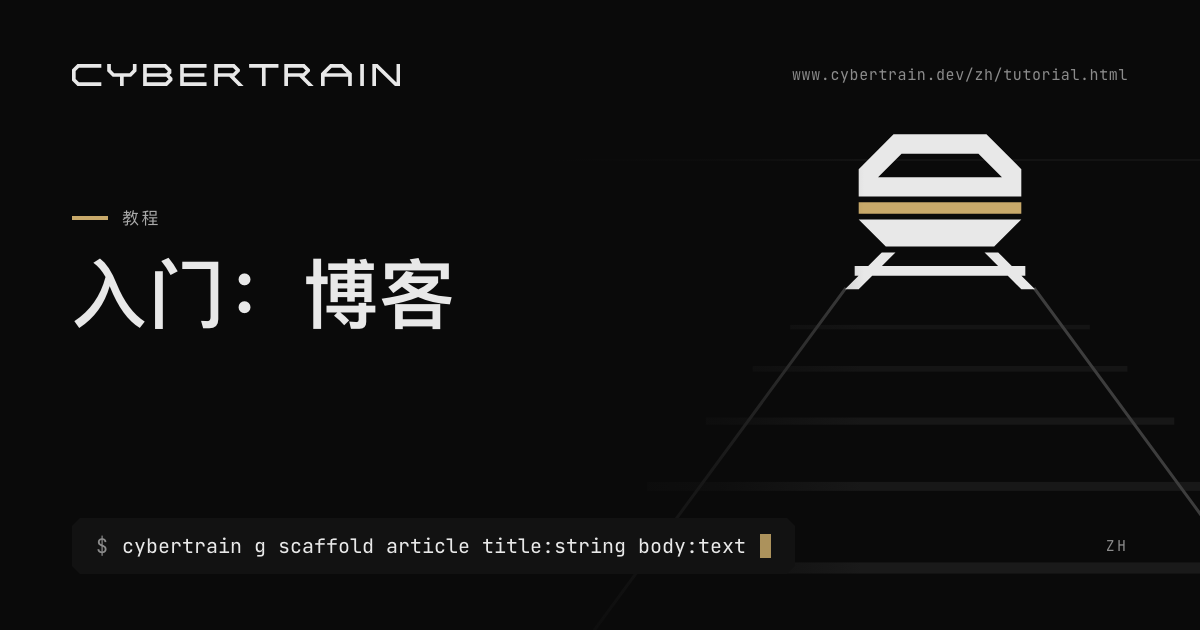 CYBERTRAIN
www.cybertrain.dev/zh/tutorial.html
教程
入门：博客
$ cybertrain g scaffold article title:string body:text
ZH